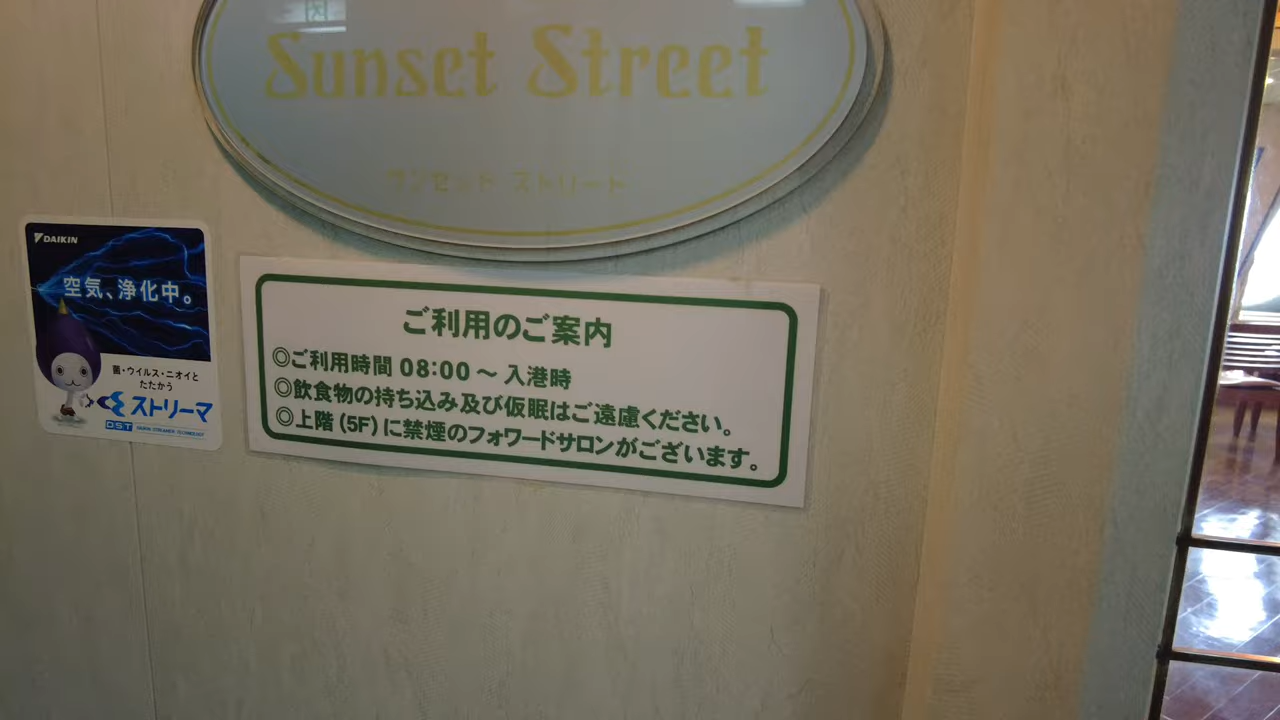 Sunset Street
サンセット ストリート
DAIKIN
空気、浄化中。
菌・ウイルス・ニオイと
たたかう
ストリーマ
DST DAIKIN STREAMER TECHNOLOGY
ご利用のご案内
◎ご利用時間 08:00 ~ 入港時
◎飲食物の持ち込み及び仮眠はご遠慮ください。
◎上階(5F)に禁煙のフォワードサロンがございます。